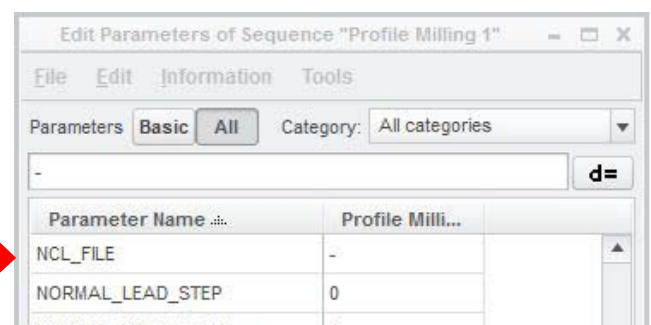 Edit Parameters of Sequence "Profile Milling 1"
File Edit Information Tools
Parameters Basic All Category: All categories
- d=
Parameter Name Profile Milli...
NCL_FILE -
NORMAL_LEAD_STEP 0